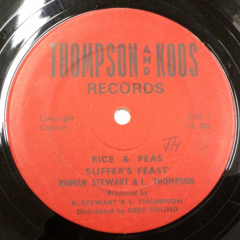 THOMPSON AND KOOS
RECORDS
Copyright
Control
SIDE 1
JH
RICE & PEAS
SUFFER'S FEAST
ROMAN STEWART & L. THOMPSON
Produced by
R. STEWART & L. THOMPSON
Distributed by DEEP SOUND